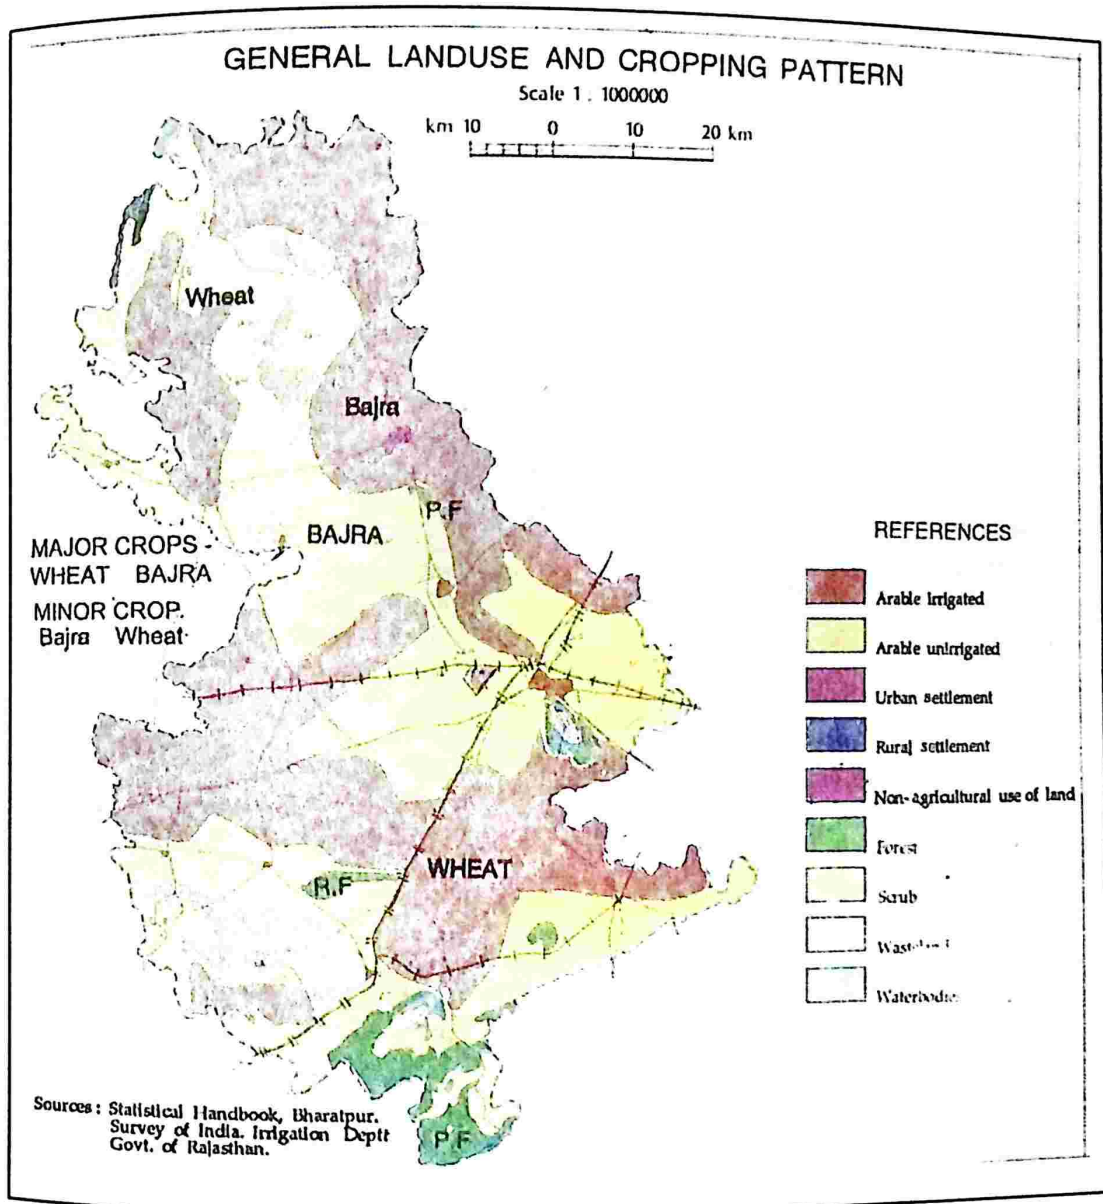 GENERAL LANDUSE AND CROPPING PATTERN
Scale 1 : 1000000
km 10 0 10 20 km
Wheat
Bajra
P.F
BAJRA
MAJOR CROPS
WHEAT BAJRA
MINOR CROP.
Bajra Wheat
R.F
WHEAT
P.F
REFERENCES
Arable irrigated
Arable unirrigated
Urban settlement
Rural settlement
Non-agricultural use of land
Forest
Scrub
Sources: Statistical Handbook, Bharatpur.
Survey of India. Irrigation Deptt
Govt. of Rajasthan.